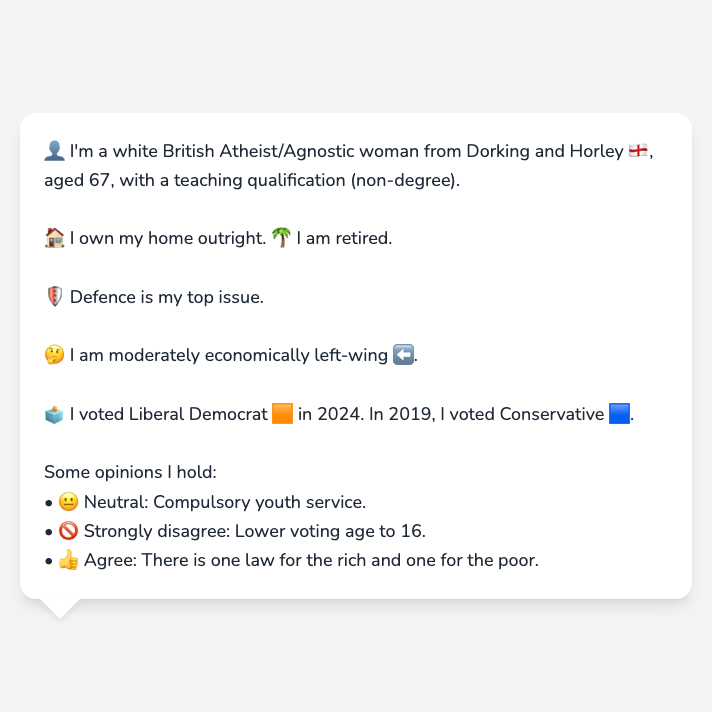 👤 I'm a white British Atheist/Agnostic woman from Dorking and Horley 🏴󠁧󠁢󠁥󠁮󠁧󠁿,
aged 67, with a teaching qualification (non-degree).
🏠 I own my home outright. 🌴 I am retired.
🛡️ Defence is my top issue.
🤔 I am moderately economically left-wing ⬅️.
🗳️ I voted Liberal Democrat 🟧 in 2024. In 2019, I voted Conservative 🟦.
Some opinions I hold:
• 😐 Neutral: Compulsory youth service.
• 🚫 Strongly disagree: Lower voting age to 16.
• 👍 Agree: There is one law for the rich and one for the poor.